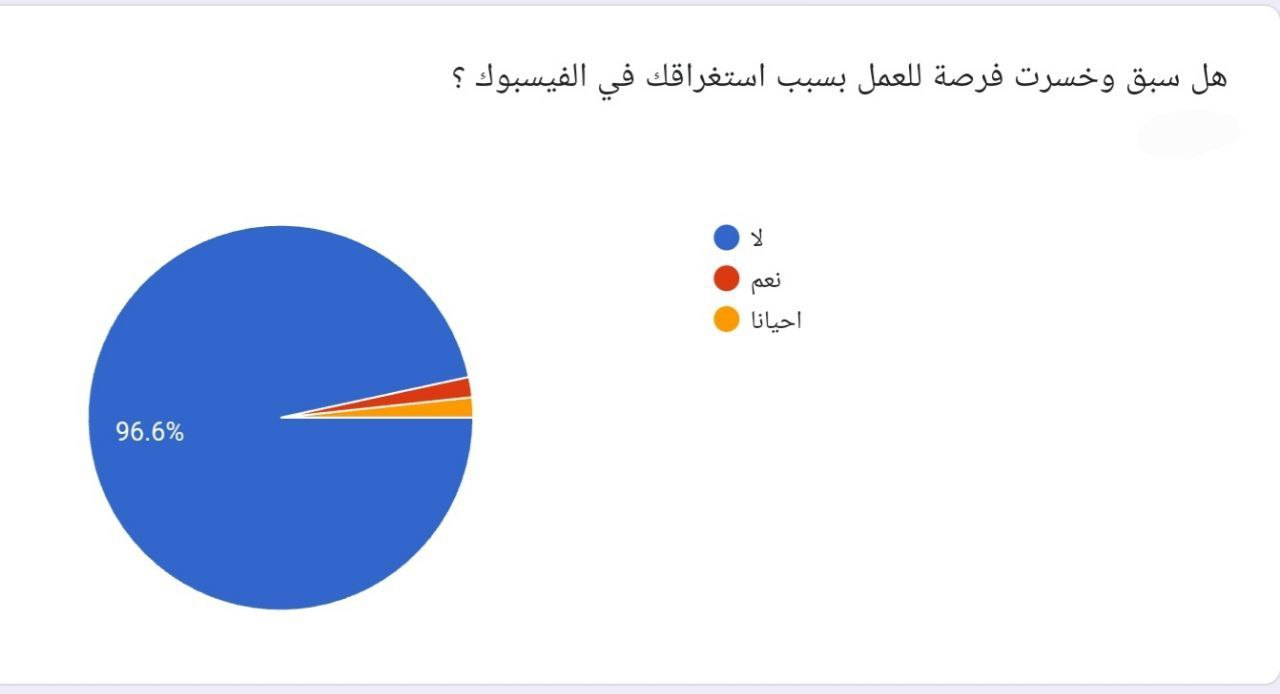 هل سبق وخسرت فرصة للعمل بسبب استغراقك في الفيسبوك ؟
لا
نعم
احيانا
96.6%